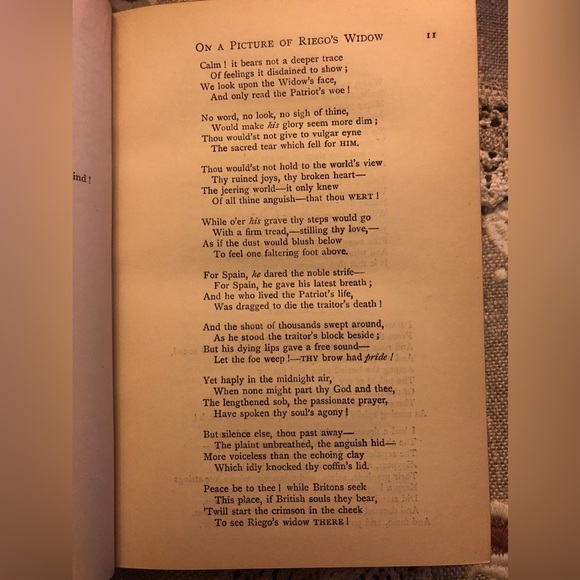 On a Picture of Riego's Widow 11
Calm! it bears not a deeper trace
Of feelings it disdained to show;
We look upon the Widow's face,
And only read the Patriot's woe!
No word, no look, no sigh of thine,
Would make his glory seem more dim;
Thou would'st not give to vulgar eyne
The sacred tear which fell for HIM.
Thou would'st not hold to the world's view
Thy ruined joys, thy broken heart—
The jeering world—it only knew
Of all thine anguish—that thou WERT!
While o'er his grave thy steps would go
With a firm tread,—stilling thy love,—
As if the dust would blush below
To feel one faltering foot above.
For Spain, he dared the noble strife—
For Spain, he gave his latest breath;
And he who lived the Patriot's life,
Was dragged to die the traitor's death!
And the shout of thousands swept around,
As he stood the traitor's block beside;
But his dying lips gave a free sound—
Let the foe weep!—THY brow had pride!
Yet haply in the midnight air,
When none might part thy God and thee,
The lengthened sob, the passionate prayer,
Have spoken thy soul's agony!
But silence else, thou past away—
The plaint unbreathed, the anguish hid—
More voiceless than the echoing clay
Which idly knocked thy coffin's lid.
Peace be to thee! while Britons seek
This place, if British souls they bear,
'Twill start the crimson in the cheek
To see Riego's widow THERE!
ind!